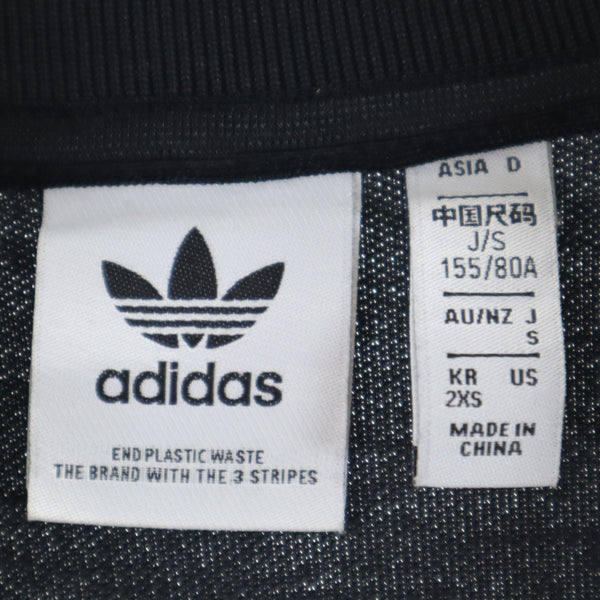 adidas
END PLASTIC WASTE
THE BRAND WITH THE 3 STRIPES
ASIA D
中国尺码
J/S
155/80A
AU/NZ J
S
KR US
2XS
MADE IN
CHINA